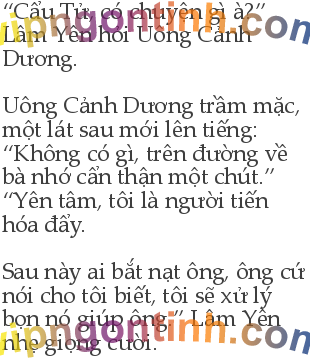 “Cẩu Tử, có chuyện gì à?”
Lâm Yên hỏi Uông Cảnh
Dương.
Uông Cảnh Dương trầm mặc,
một lát sau mới lên tiếng:
“Không có gì, trên đường về
bà nhớ cẩn thận một chút.”
“Yên tâm, tôi là người tiến
hóa đẩy.
Sau này ai bắt nạt ông, ông cứ
nói cho tôi biết, tôi sẽ xử lý
bọn nó giúp ông.” Lâm Yên
nhẹ giọng cười.
vipngontinh.com
vipngontinh.com